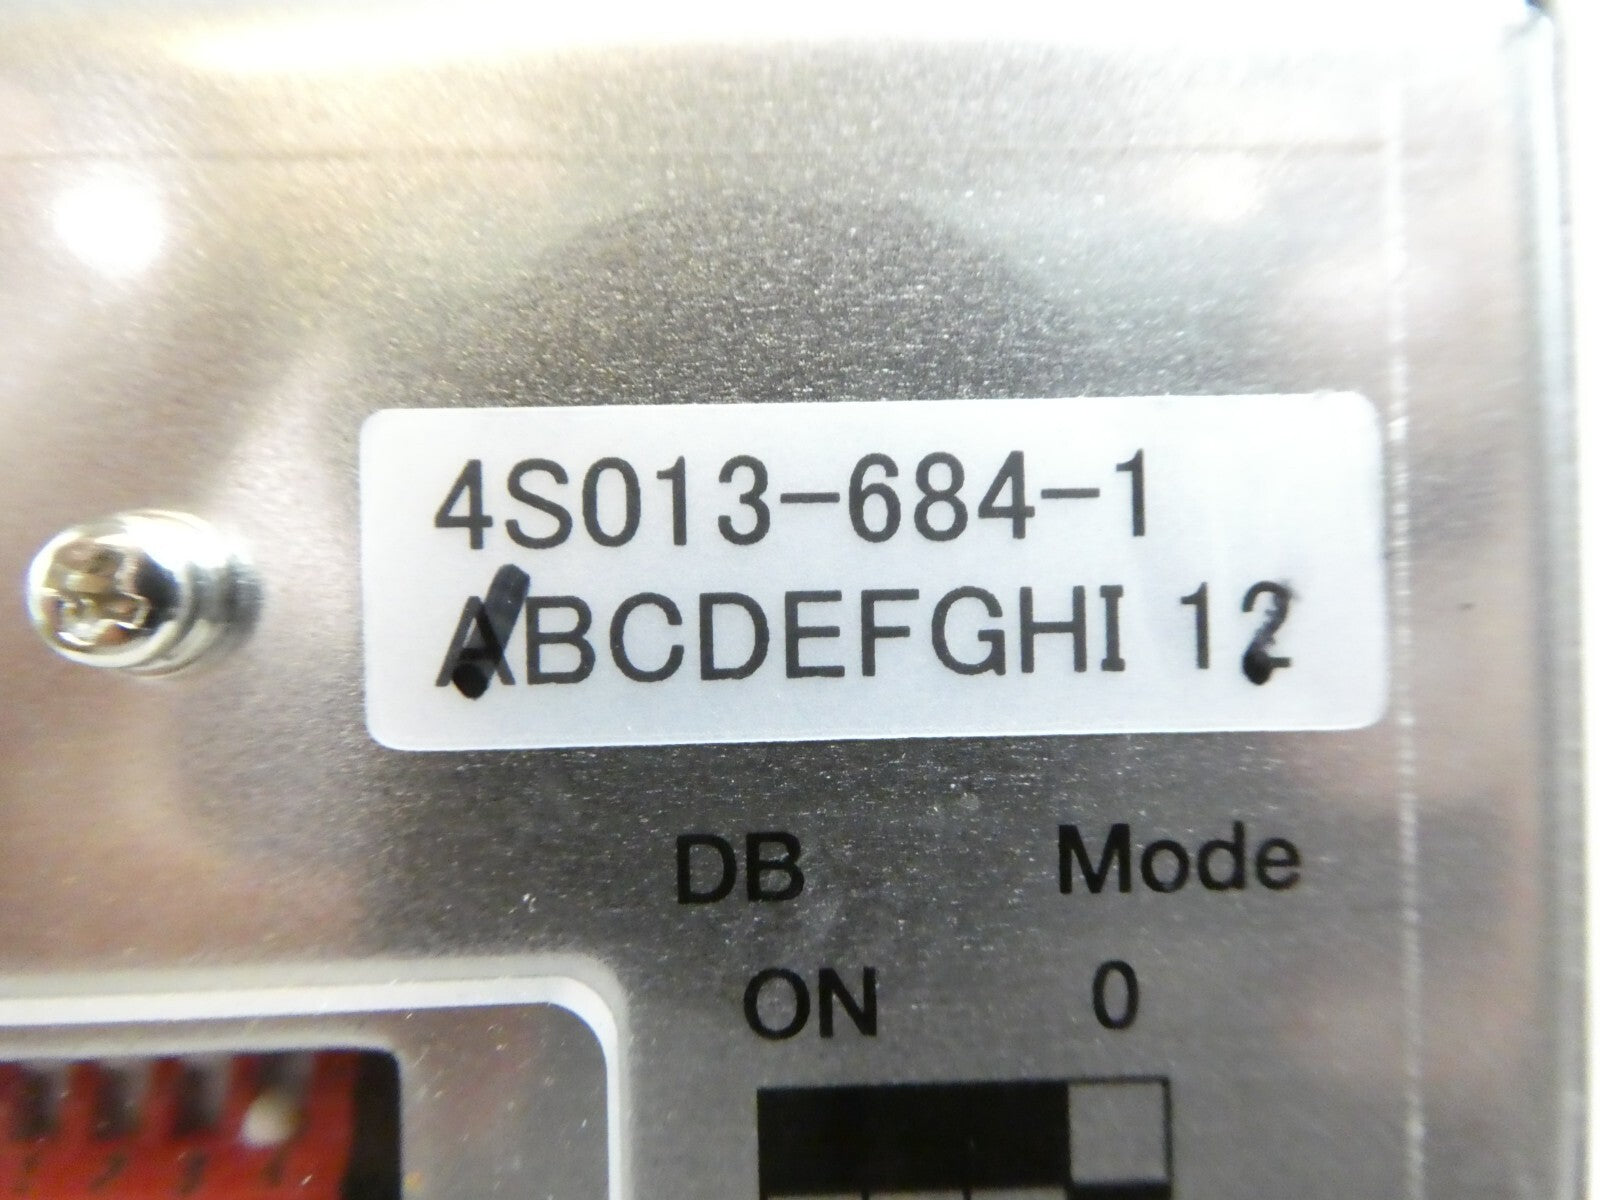 4S013-684-1
ABCDEFGHI 12
DB Mode
ON 0